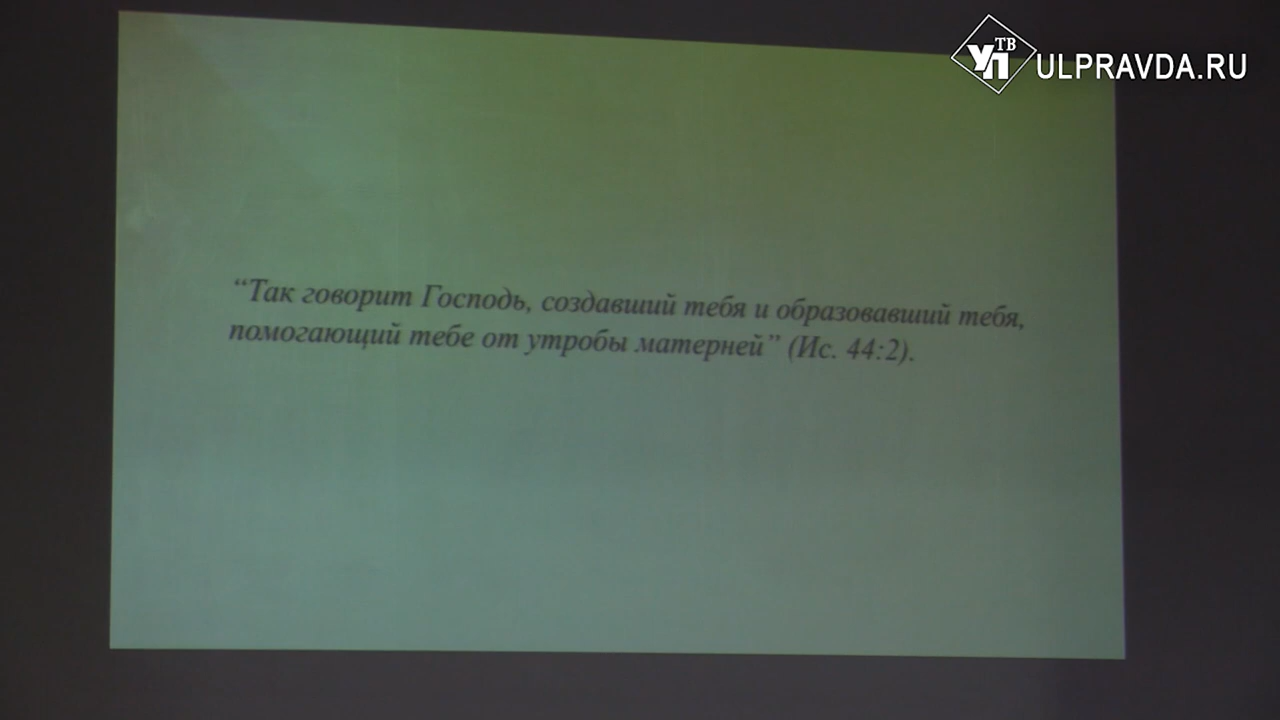 УП ТВ
ULPRAVDA.RU
“Так говорит Господь, создавший тебя и образовавший тебя,
помогающий тебе от утробы матерней” (Ис. 44:2).